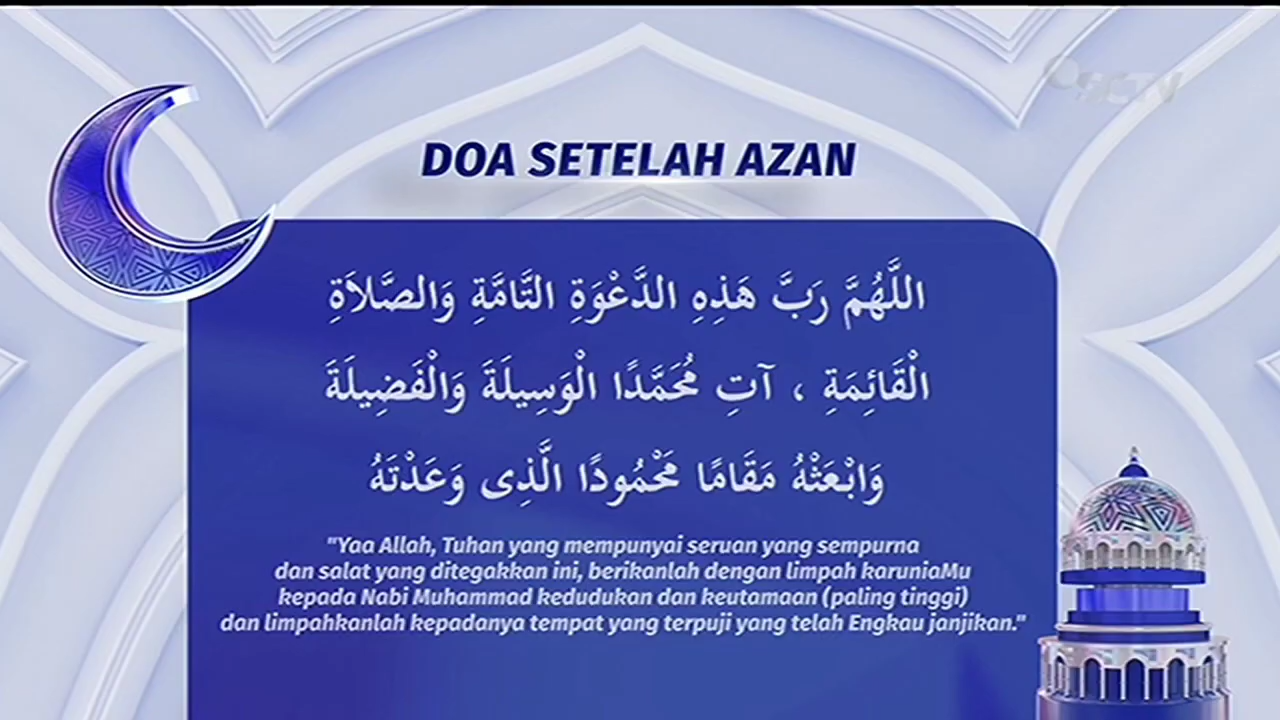 SCTV
DOA SETELAH AZAN
اللَّهُمَّ رَبَّ هَذِهِ الدَّعْوَةِ التَّامَّةِ وَالصَّلاَةِ
الْقَائِمَةِ ، آتِ مُحَمَّدًا الْوَسِيلَةَ وَالْفَضِيلَةَ
وَابْعَثْهُ مَقَامًا مَحْمُودًا الَّذِى وَعَدْتَهُ
"Yaa Allah, Tuhan yang mempunyai seruan yang sempurna
dan salat yang ditegakkan ini, berikanlah dengan limpah karuniaMu
kepada Nabi Muhammad kedudukan dan keutamaan (paling tinggi)
dan limpahkanlah kepadanya tempat yang terpuji yang telah Engkau janjikan."